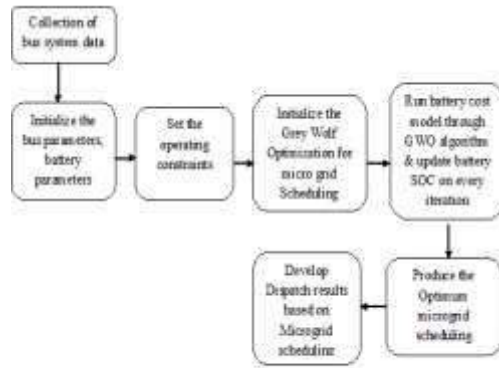 Collection of
bus system data
Initialize the
bus parameters,
battery
parameters
Set the
operating
constraints
Initialize the
Grey Wolf
Optimization for
micro grid
Scheduling
Run battery cost
model through
GWO algorithm
& update battery
SOC on every
iteration
Produce the
Optimum
microgrid
scheduling
Develop
Dispatch results
based on
Microgrid
scheduling